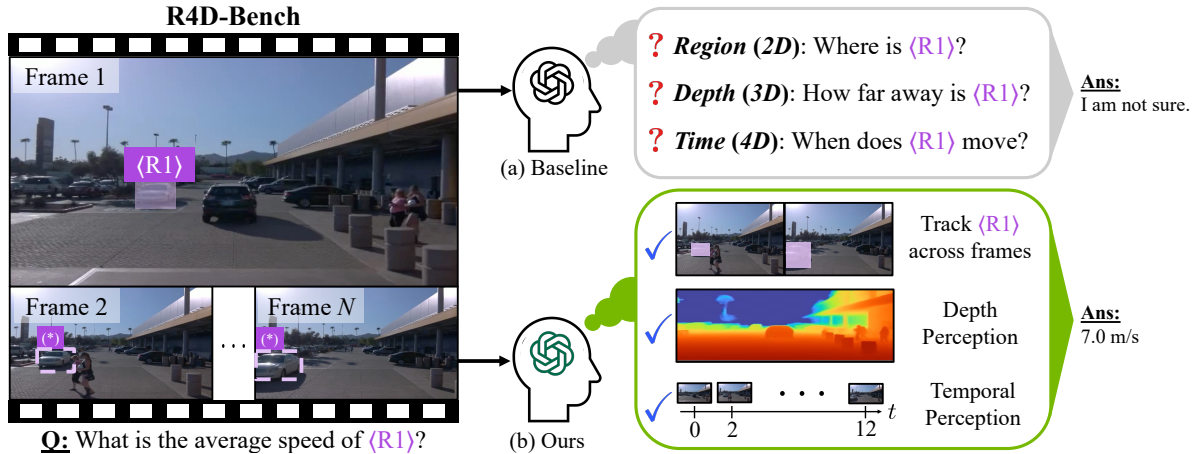 R4D-Bench
Frame 1
⟨R1⟩
Frame 2
(*)
. . .
Frame N
(*)
Q: What is the average speed of ⟨R1⟩?
(a) Baseline
? Region (2D): Where is ⟨R1⟩?
? Depth (3D): How far away is ⟨R1⟩?
? Time (4D): When does ⟨R1⟩ move?
Ans:
I am not sure.
(b) Ours
Track ⟨R1⟩
across frames
Depth
Perception
• • •
t
0 2 12
Temporal
Perception
Ans:
7.0 m/s